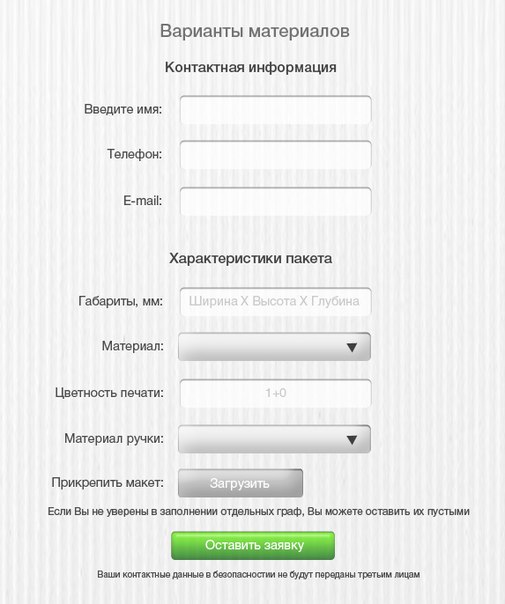 Варианты материалов
Контактная информация
Введите имя:
Телефон:
E-mail:
Характеристики пакета
Габариты, мм: Ширина X Высота X Глубина
Материал:
Цветность печати: 1+0
Материал ручки:
Прикрепить макет: Загрузить
Если Вы не уверены в заполнении отдельных граф, Вы можете оставить их пустыми
Оставить заявку
Ваши контактные данные в безопасностии не будут переданы третьим лицам